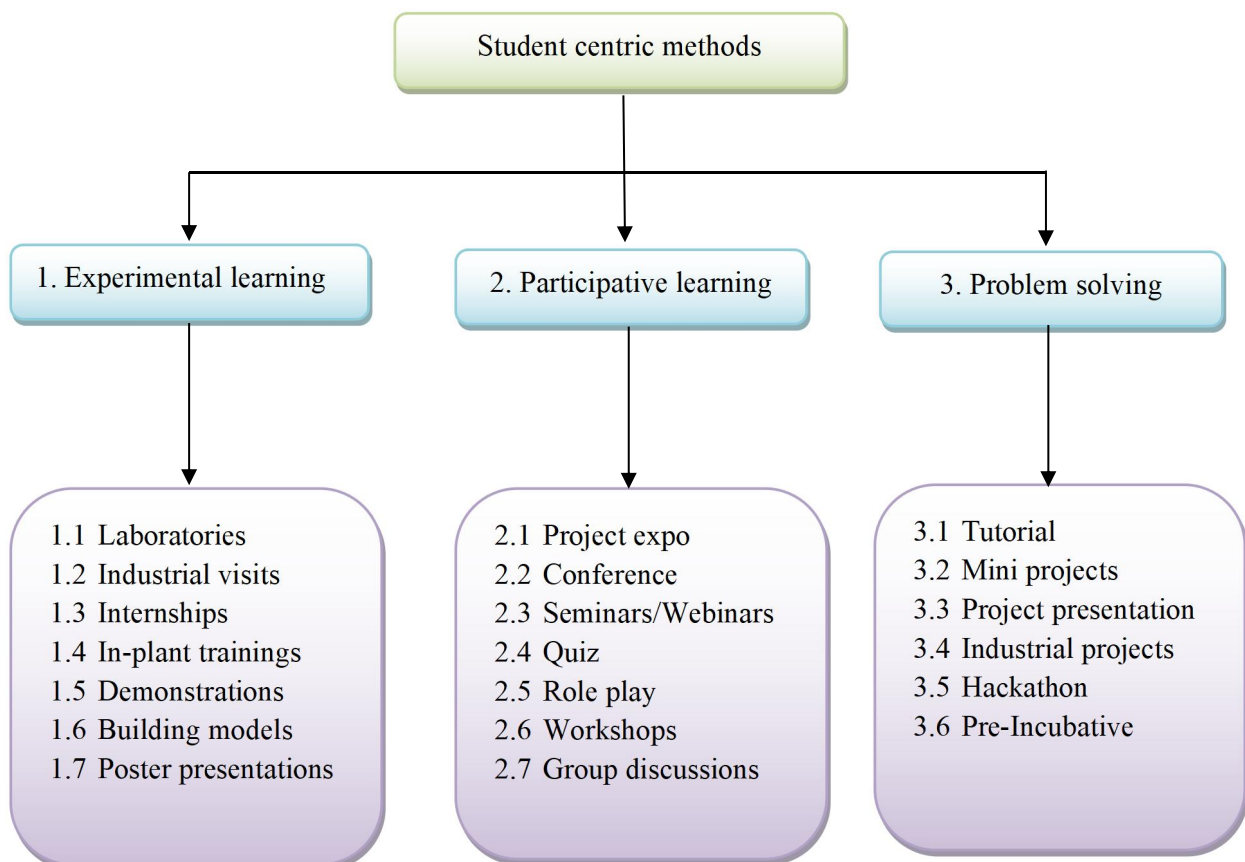 Student centric methods
1. Experimental learning
2. Participative learning
3. Problem solving
1.1 Laboratories
1.2 Industrial visits
1.3 Internships
1.4 In-plant trainings
1.5 Demonstrations
1.6 Building models
1.7 Poster presentations
2.1 Project expo
2.2 Conference
2.3 Seminars/Webinars
2.4 Quiz
2.5 Role play
2.6 Workshops
2.7 Group discussions
3.1 Tutorial
3.2 Mini projects
3.3 Project presentation
3.4 Industrial projects
3.5 Hackathon
3.6 Pre-Incubative